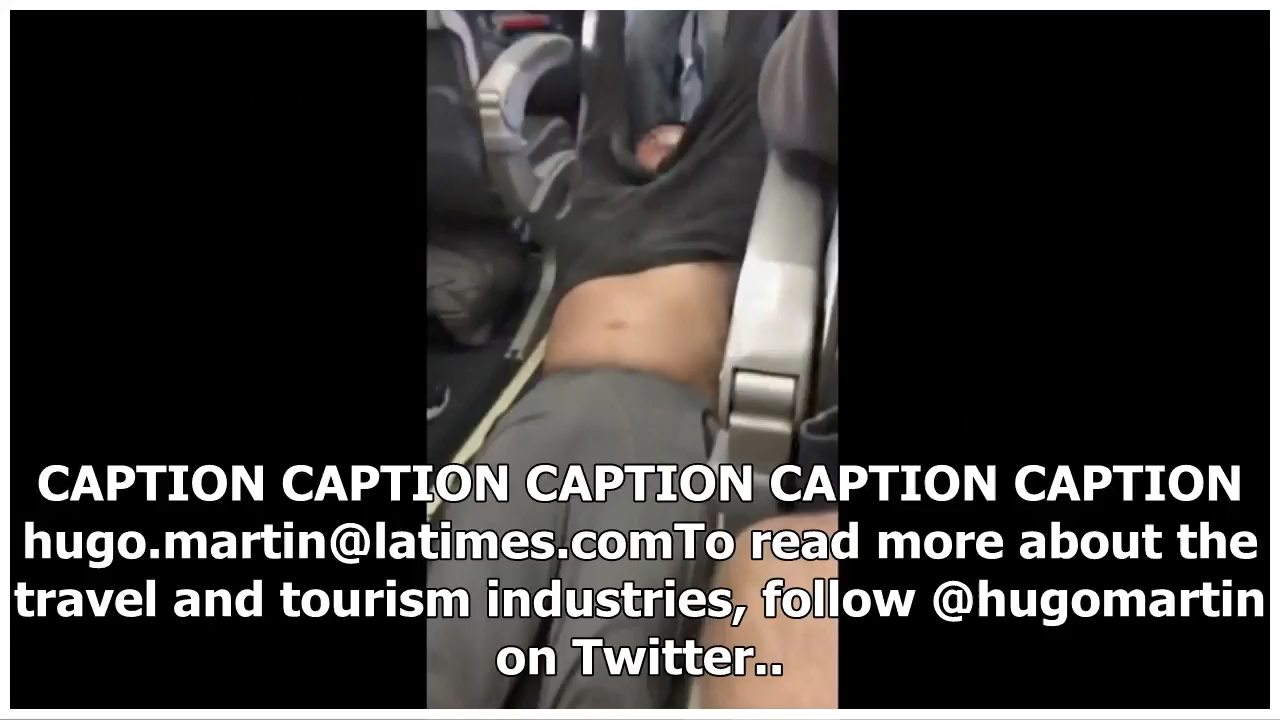 CAPTION CAPTION CAPTION CAPTION CAPTION
hugo.martin@latimes.comTo read more about the
travel and tourism industries, follow @hugomartin
on Twitter..